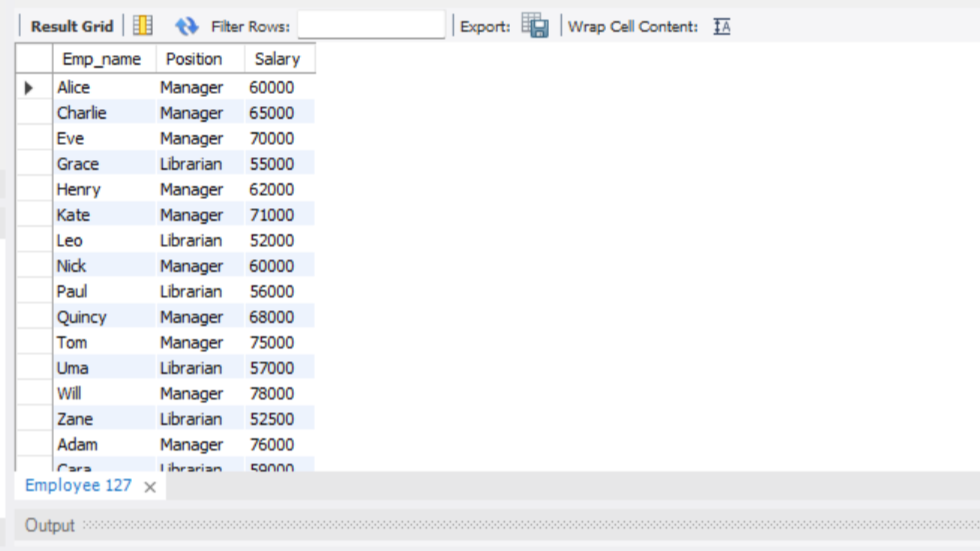 Result Grid Filter Rows: Export: Wrap Cell Content:
Emp_name Position Salary
Alice Manager 60000
Charlie Manager 65000
Eve Manager 70000
Grace Librarian 55000
Henry Manager 62000
Kate Manager 71000
Leo Librarian 52000
Nick Manager 60000
Paul Librarian 56000
Quincy Manager 68000
Tom Manager 75000
Uma Librarian 57000
Will Manager 78000
Zane Librarian 52500
Adam Manager 76000
Cara Librarian 59000
Employee 127
Output